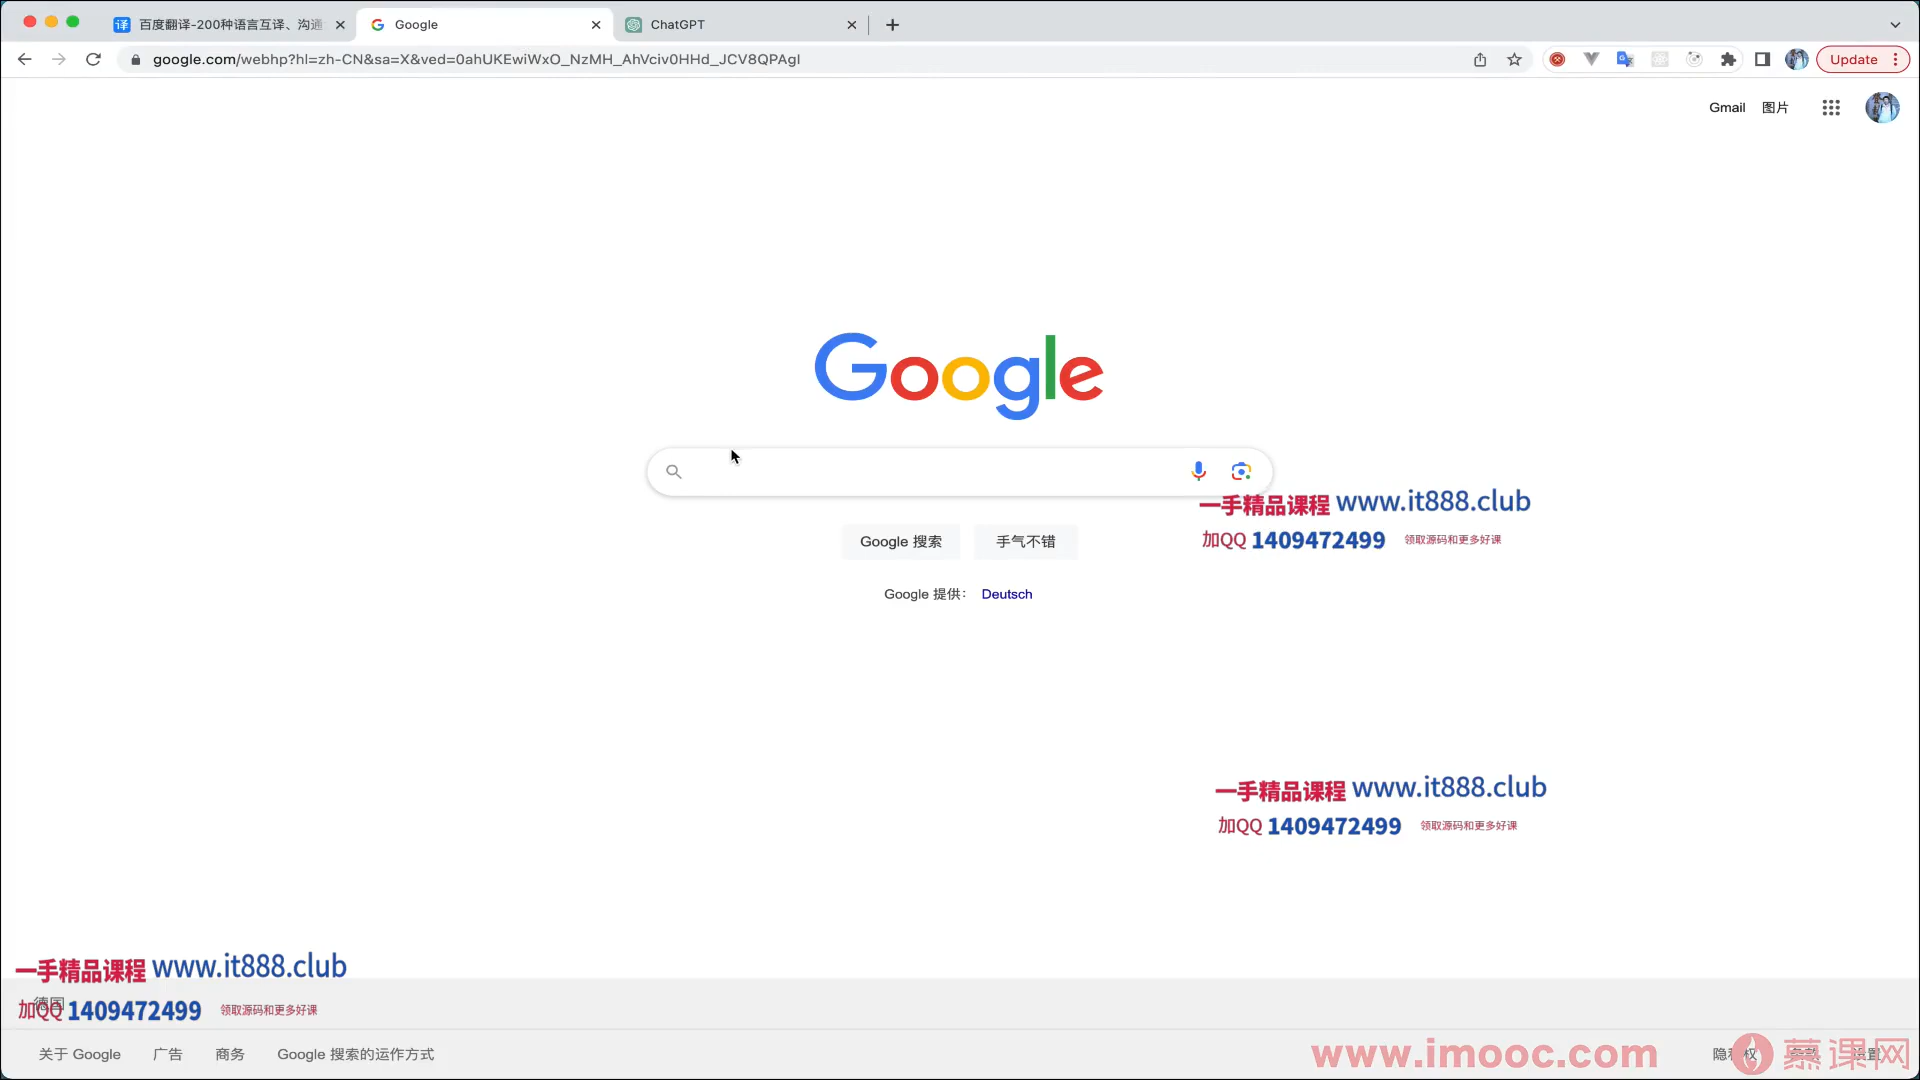 百度翻译-200种语言互译、沟通
Google
ChatGPT
google.com/webhp?hl=zh-CN&sa=X&ved=0ahUKEwiWxO_NzMH_AhVciv0HHd_JCV8QPAgI
Update
Gmail 图片
Google
一手精品课程 www.it888.club
加QQ 1409472499 领取源码和更多好课
Google 搜索 手气不错
Google 提供： Deutsch
一手精品课程 www.it888.club
加QQ 1409472499 领取源码和更多好课
一手精品课程 www.it888.club
德国
加QQ 1409472499 领取源码和更多好课
关于 Google 广告 商务 Google 搜索的运作方式
www.imooc.com 慕课网